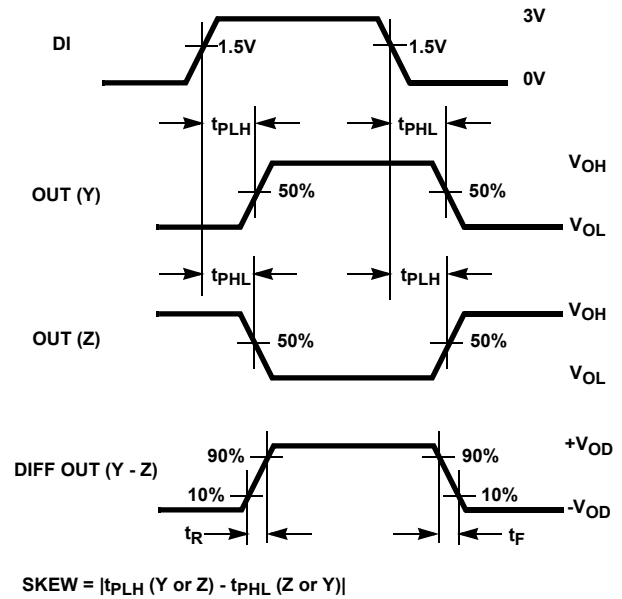 3V
DI
1.5V
1.5V
0V
tPLH
tPHL
VOH
OUT (Y)
50%
50%
VOL
tPHL
tPLH
VOH
OUT (Z)
50%
50%
VOL
+VOD
DIFF OUT (Y - Z)
90%
90%
10%
10%
-VOD
tR
tF
SKEW = |tPLH (Y or Z) - tPHL (Z or Y)|